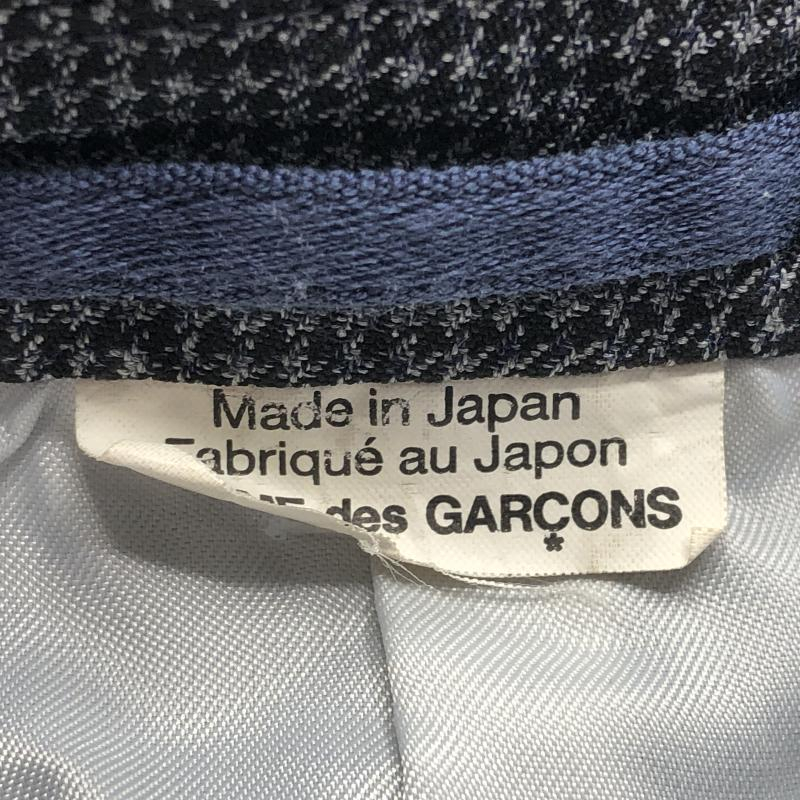 Made in Japan
Fabriqué au Japon
des GARÇONS
*